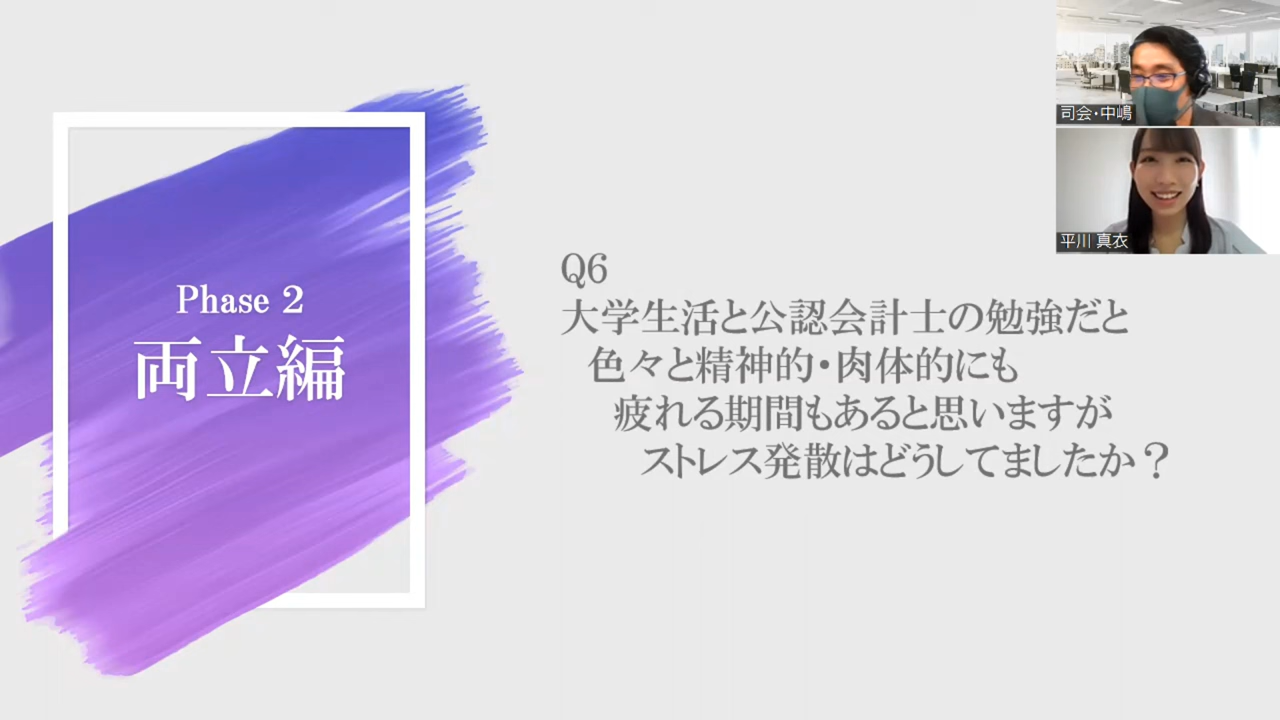 Phase 2
両立編
Q6
大学生活と公認会計士の勉強だと
色々と精神的・肉体的にも
疲れる期間もあると思いますが
ストレス発散はどうしてましたか？
司会・中嶋
平川 真衣